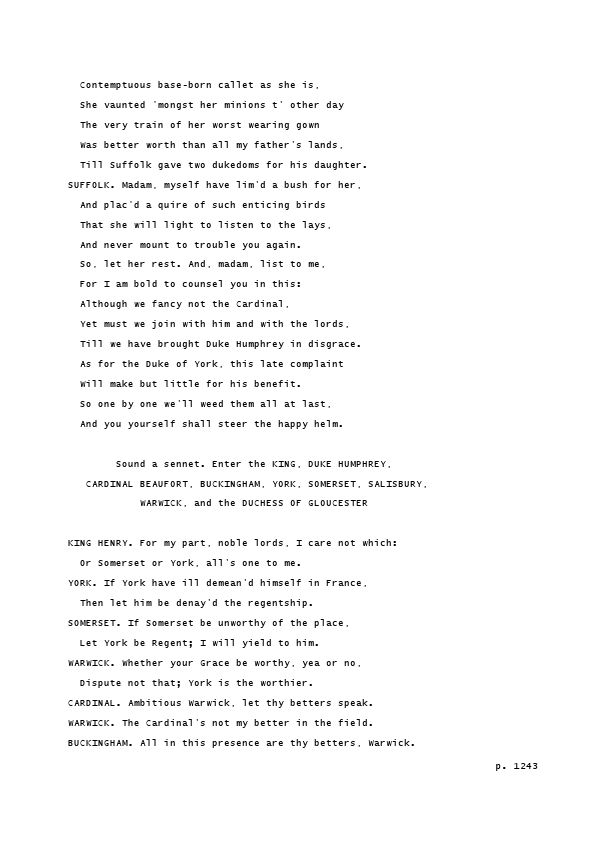 Contemptuous base-born callet as she is,
She vaunted 'mongst her minions t' other day
The very train of her worst wearing gown
Was better worth than all my father's lands,
Till Suffolk gave two dukedoms for his daughter.
SUFFOLK. Madam, myself have lim'd a bush for her,
And plac'd a quire of such enticing birds
That she will light to listen to the lays,
And never mount to trouble you again.
So, let her rest. And, madam, list to me,
For I am bold to counsel you in this:
Although we fancy not the Cardinal,
Yet must we join with him and with the lords,
Till we have brought Duke Humphrey in disgrace.
As for the Duke of York, this late complaint
Will make but little for his benefit.
So one by one we'll weed them all at last,
And you yourself shall steer the happy helm.
Sound a sennet. Enter the KING, DUKE HUMPHREY,
CARDINAL BEAUFORT, BUCKINGHAM, YORK, SOMERSET, SALISBURY,
WARWICK, and the DUCHESS OF GLOUCESTER
KING HENRY. For my part, noble lords, I care not which:
Or Somerset or York, all's one to me.
YORK. If York have ill demean'd himself in France,
Then let him be denay'd the regentship.
SOMERSET. If Somerset be unworthy of the place,
Let York be Regent; I will yield to him.
WARWICK. Whether your Grace be worthy, yea or no,
Dispute not that; York is the worthier.
CARDINAL. Ambitious Warwick, let thy betters speak.
WARWICK. The Cardinal's not my better in the field.
BUCKINGHAM. All in this presence are thy betters, Warwick.
p. 1243